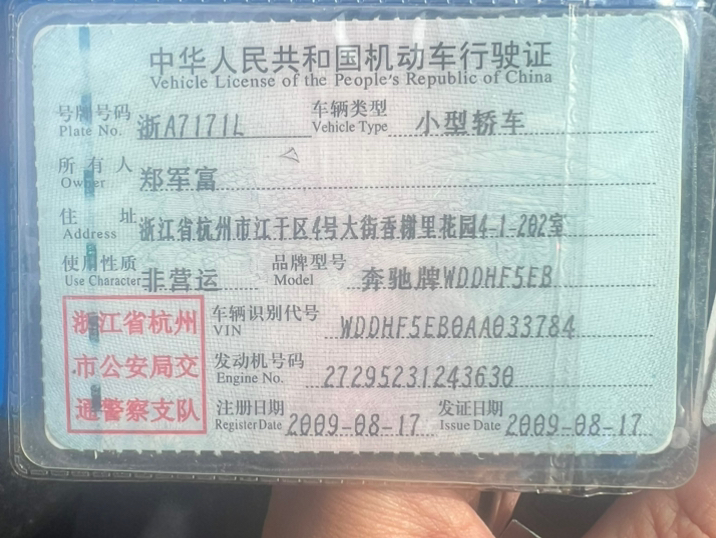 中华人民共和国机动车行驶证
Vehicle License of the People's Republic of China
号牌号码 浙A7171L 车辆类型 小型轿车
Plate No. Vehicle Type
所有人 郑军富
Owner
住址 浙江省杭州市江干区4号大街香榭里花园4-1-202室
Address
使用性质 非营运 品牌型号 奔驰牌WDDHF5EB
Use Character Model
浙江省杭州 车辆识别代号 WDDHF5EB0AA033784
VIN
市公安局交 发动机号码 27295231243630
Engine No.
通警察支队 注册日期 2009-08-17 发证日期 2009-08-17
Register Date Issue Date